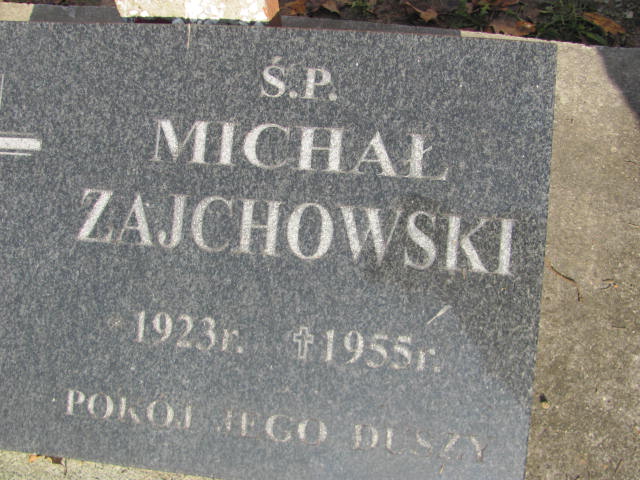 Ś.P.
MICHAŁ
ZAJCHOWSKI
* 1923r. ✝ 1955r.
POKÓJ JEGO DUSZY